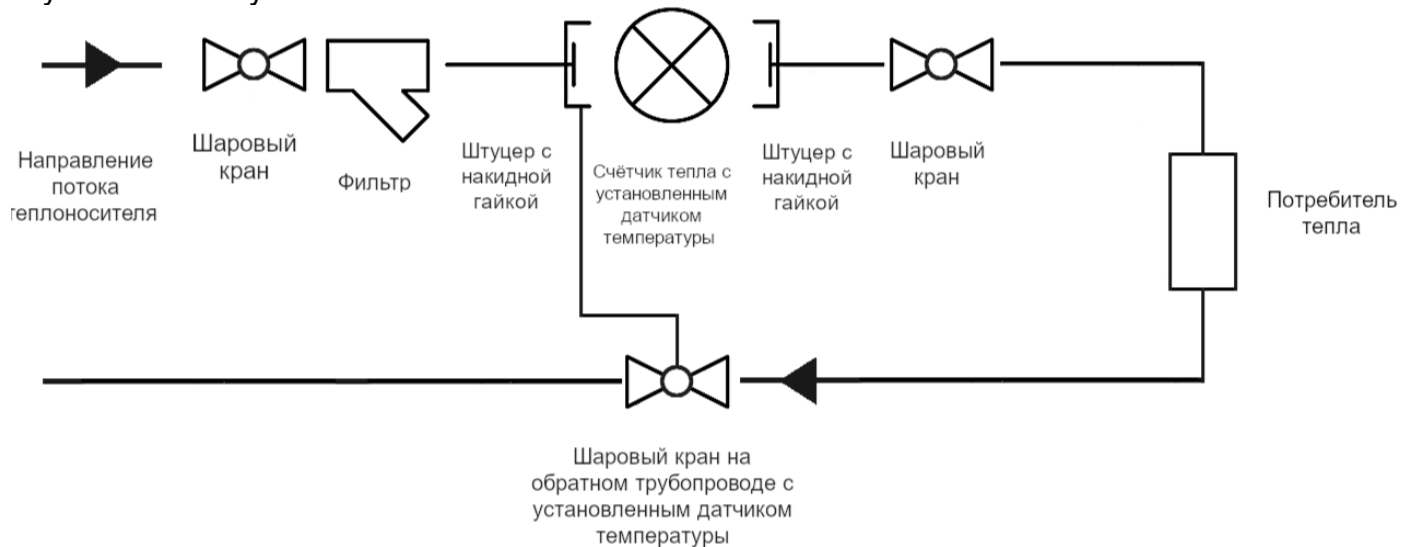 Направление
потока
теплоносителя
Шаровый
кран
Фильтр
Штуцер с
накидной
гайкой
Счётчик тепла с
установленным
датчиком
температуры
Штуцер с
накидной
гайкой
Шаровый
кран
Потребитель
тепла
Шаровый кран на
обратном трубопроводе с
установленным датчиком
температуры